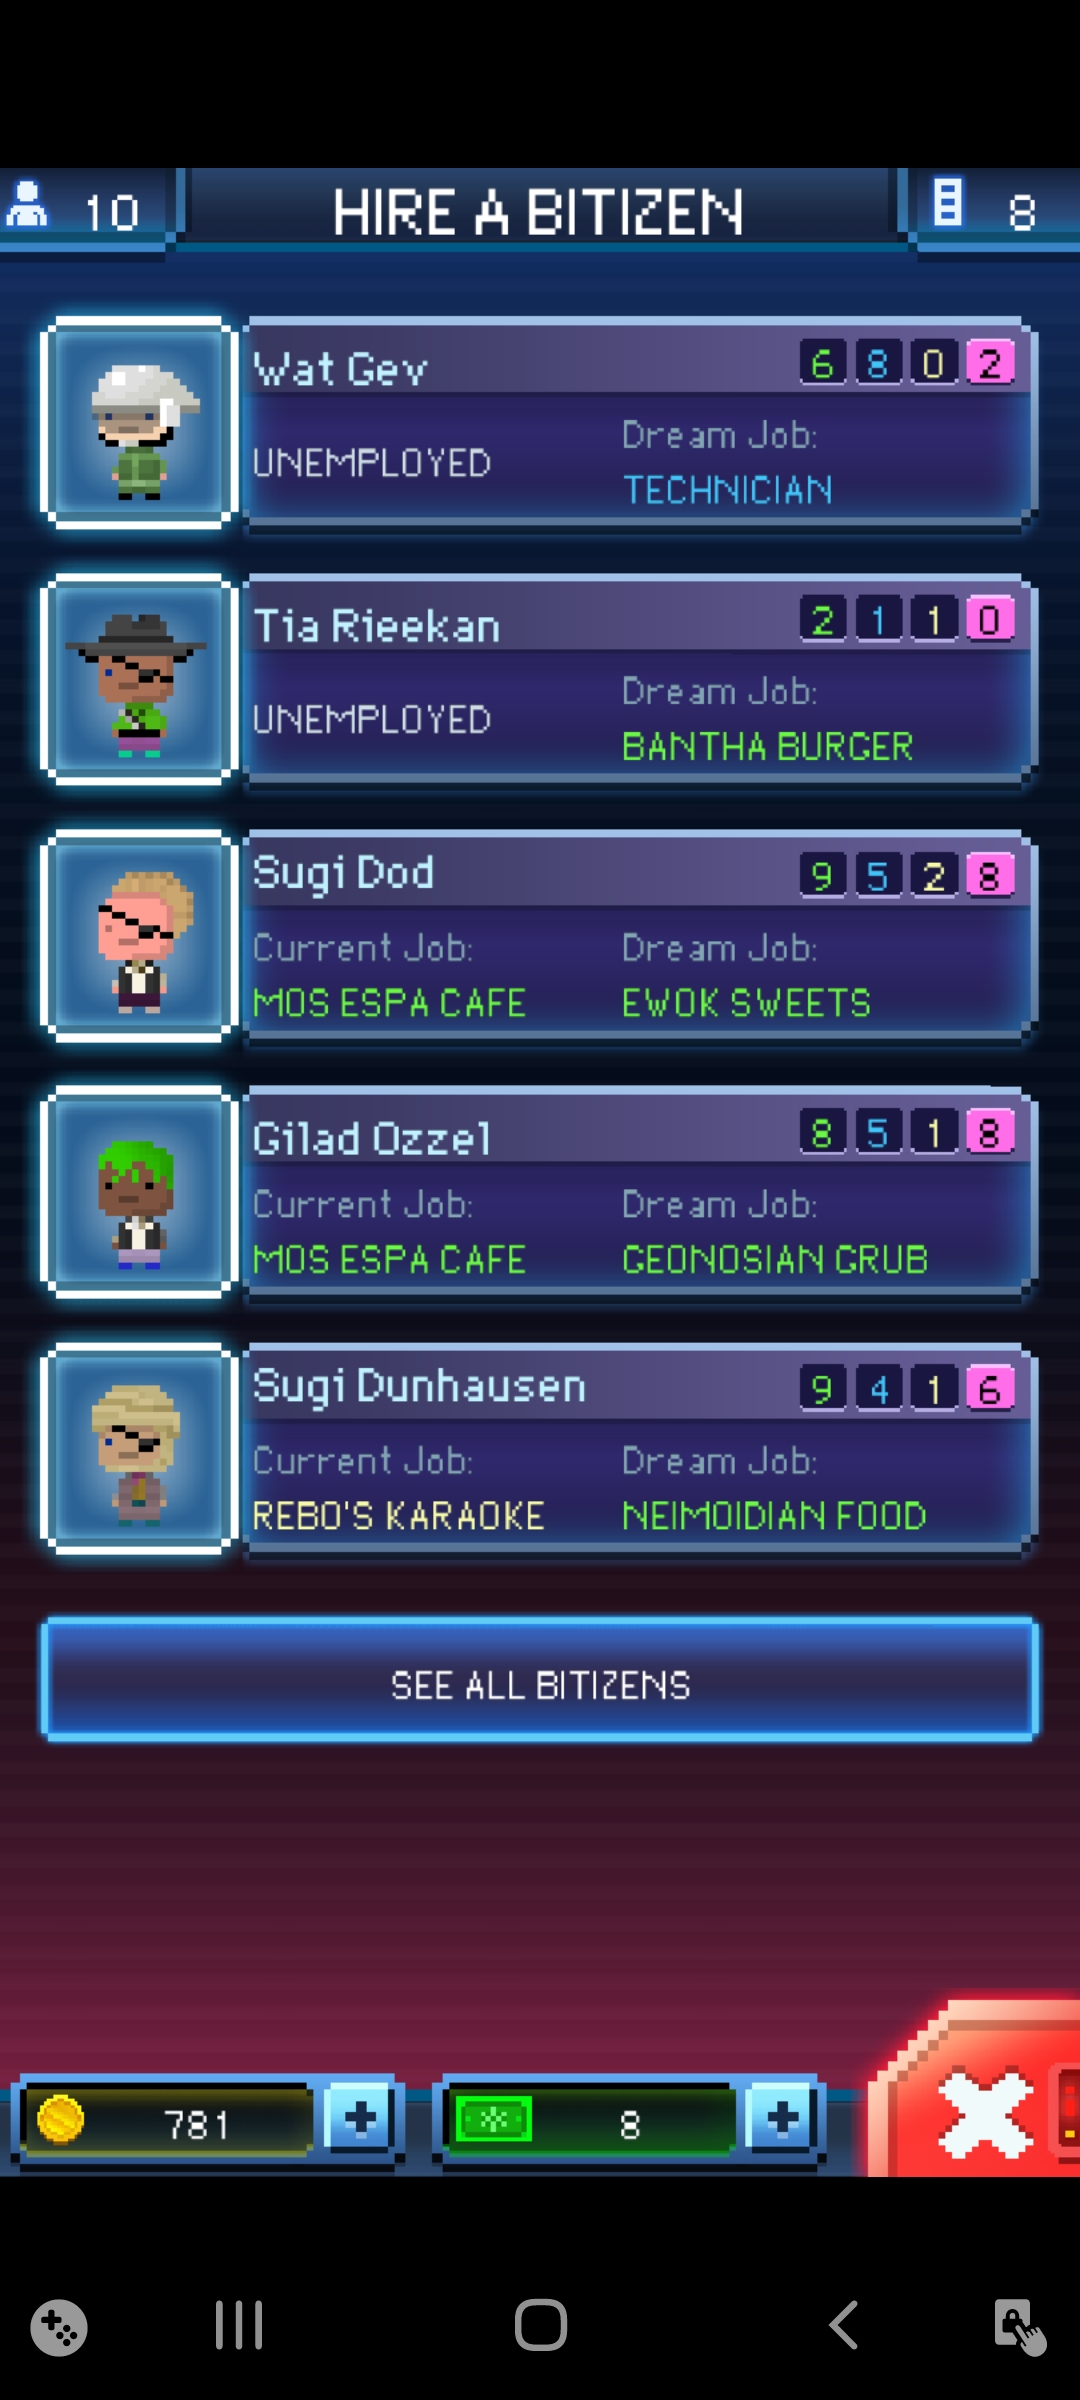 10 HIRE A BITIZEN 8
Wat Gev 6 8 0 2
Dream Job:
UNEMPLOYED
TECHNICIAN
Tia Rieekan 2 1 1 0
Dream Job:
UNEMPLOYED
BANTHA BURGER
Sugi Dod 9 5 2 8
Current Job: Dream Job:
MOS ESPA CAFE EWOK SWEETS
Gilad Ozzel 8 5 1 8
Current Job: Dream Job:
MOS ESPA CAFE GEONOSIAN GRUB
Sugi Dunhausen 9 4 1 6
Current Job: Dream Job:
REBO'S KARAOKE NEIMOIDIAN FOOD
SEE ALL BITIZENS
781 + 8 +